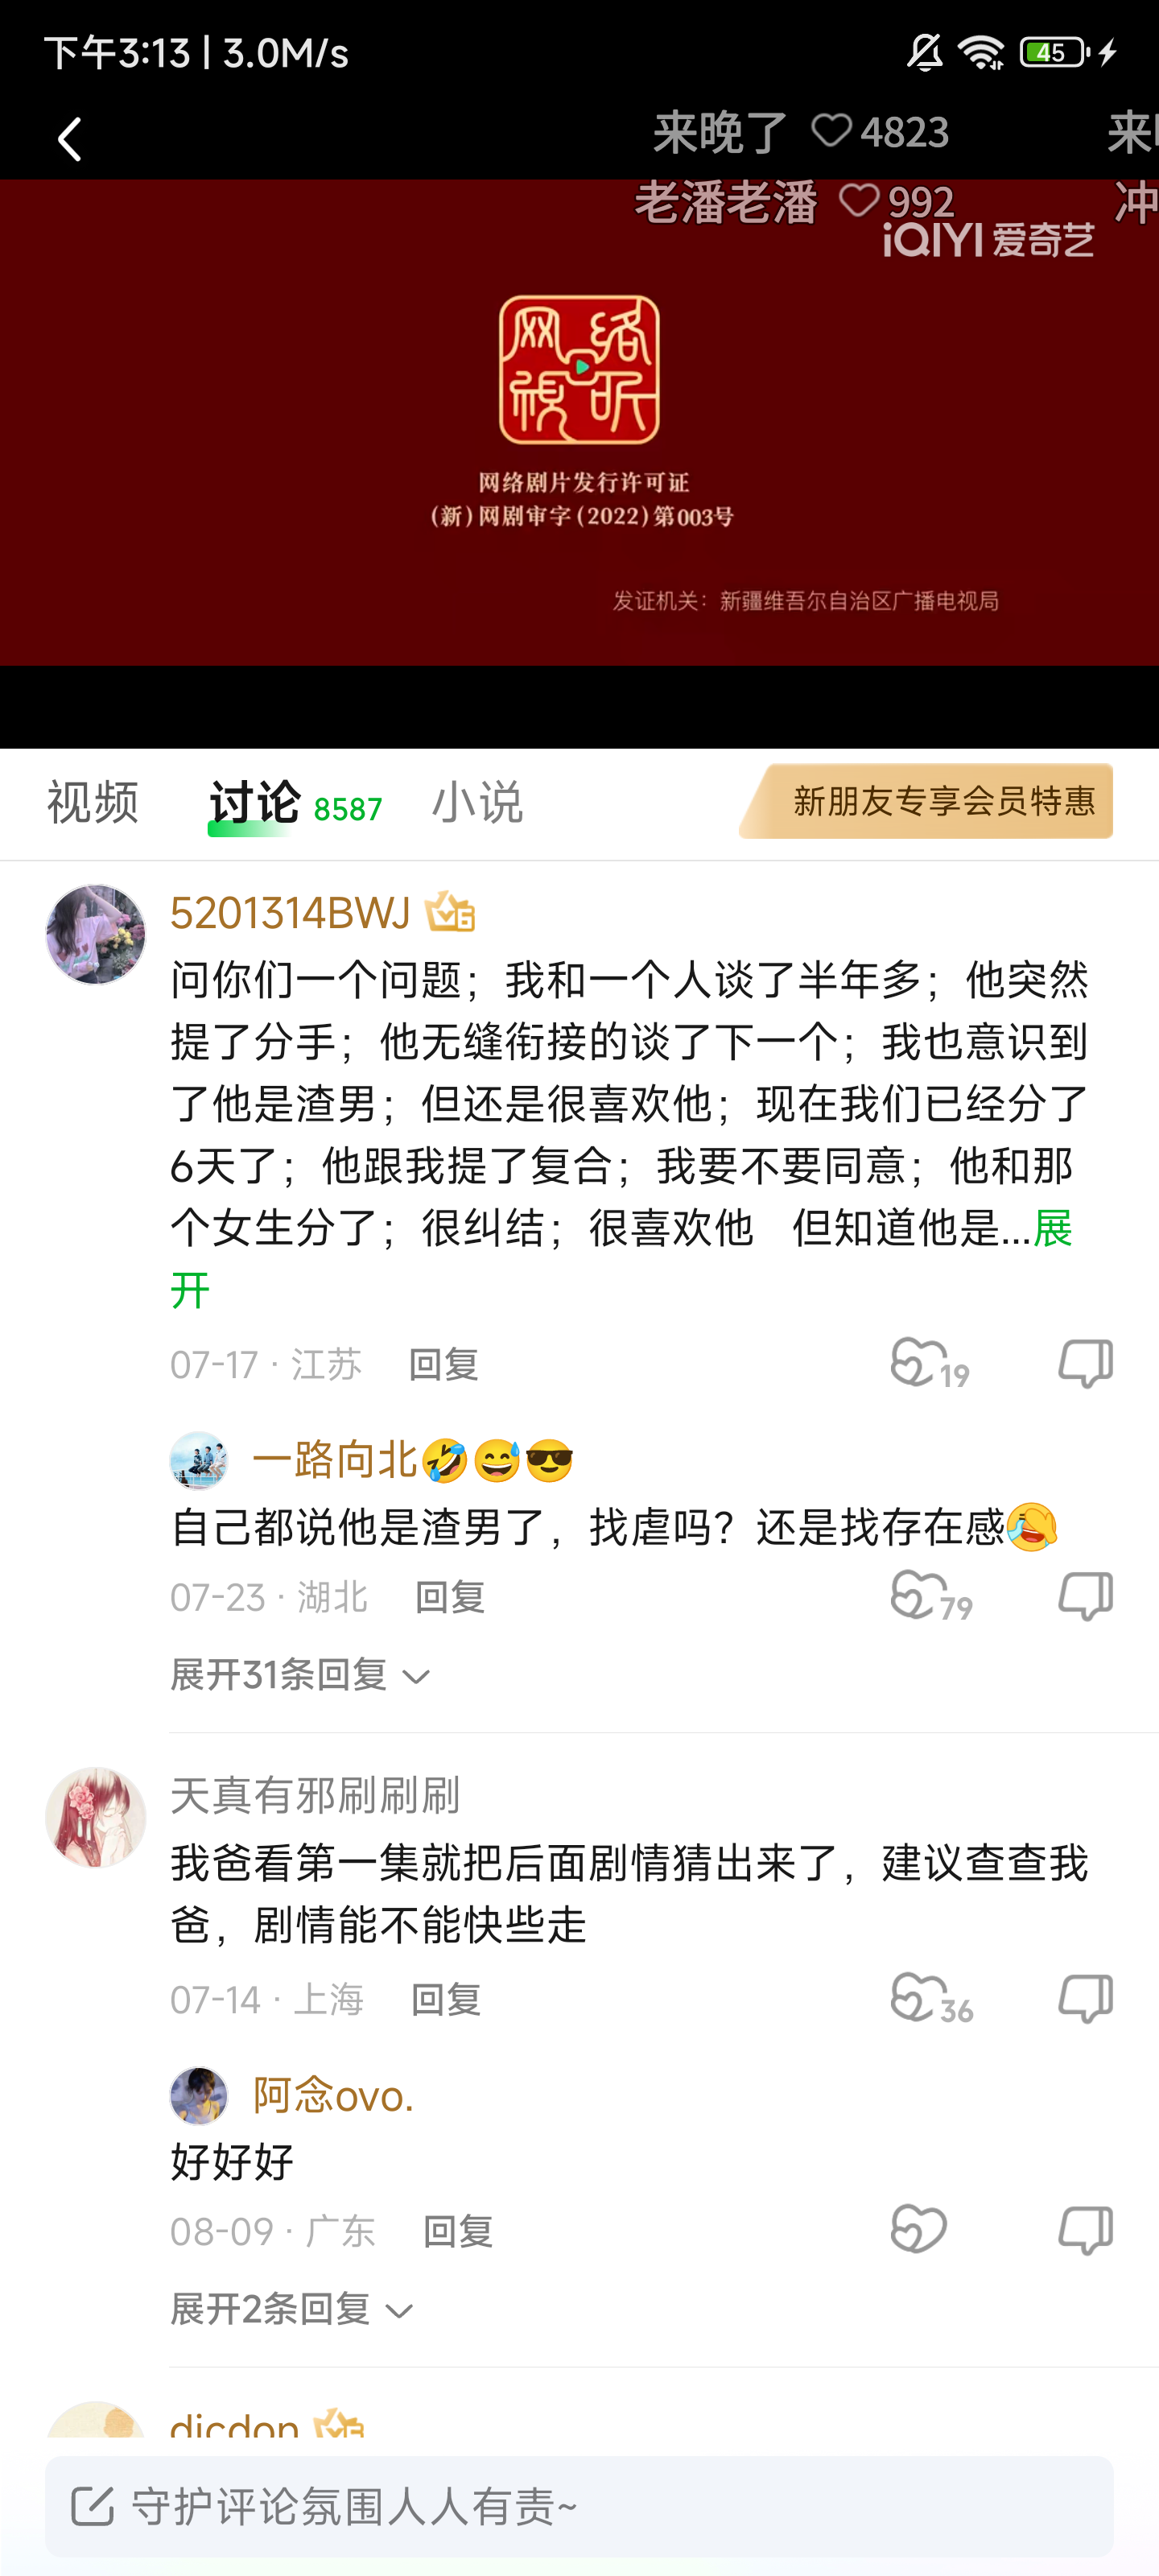 下午3:13 | 3.0M/s
45
来晚了 4823
老潘老潘 992
冲
iQIYI 爱奇艺
网络视听
网络剧片发行许可证
(新)网剧审字(2022)第003号
发证机关：新疆维吾尔自治区广播电视局
视频 讨论 8587 小说 新朋友专享会员特惠
5201314BWJ 6
问你们一个问题；我和一个人谈了半年多；他突然
提了分手；他无缝衔接的谈了下一个；我也意识到
了他是渣男；但还是很喜欢他；现在我们已经分了
6天了；他跟我提了复合；我要不要同意；他和那
个女生分了；很纠结；很喜欢他 但知道他是...展
开
07-17 · 江苏 回复 19
一路向北🤣😅😎
自己都说他是渣男了，找虐吗？还是找存在感
07-23 · 湖北 回复 79
展开31条回复
天真有邪刷刷刷
我爸看第一集就把后面剧情猜出来了，建议查查我
爸，剧情能不能快些走
07-14 · 上海 回复 36
阿念ovo.
好好好
08-09 · 广东 回复
展开2条回复
守护评论氛围人人有责~